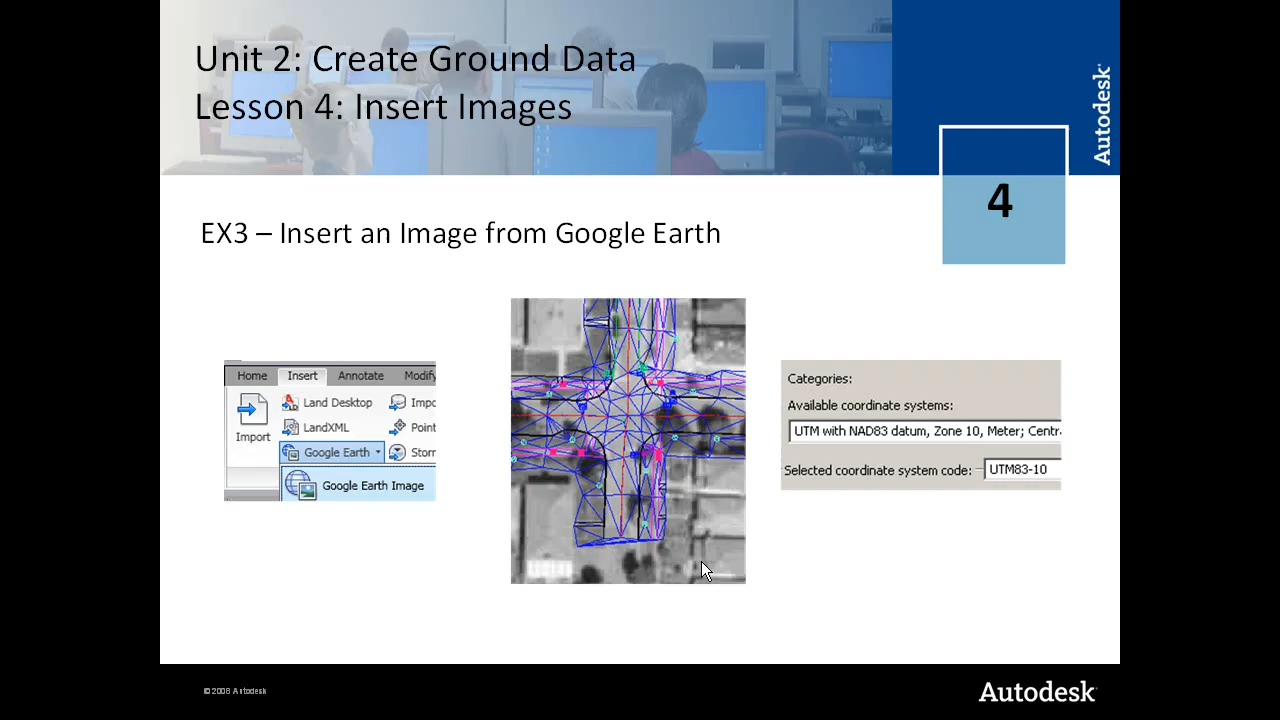 Unit 2: Create Ground Data
Lesson 4: Insert Images
Autodesk
4
EX3 – Insert an Image from Google Earth
Home Insert Annotate Modify
Import
Land Desktop Impo
LandXML Point
Google Earth Storm
Google Earth Image
Categories:
Available coordinate systems:
UTM with NAD83 datum, Zone 10, Meter; Centr
Selected coordinate system code: UTM83-10
© 2008 Autodesk
Autodesk